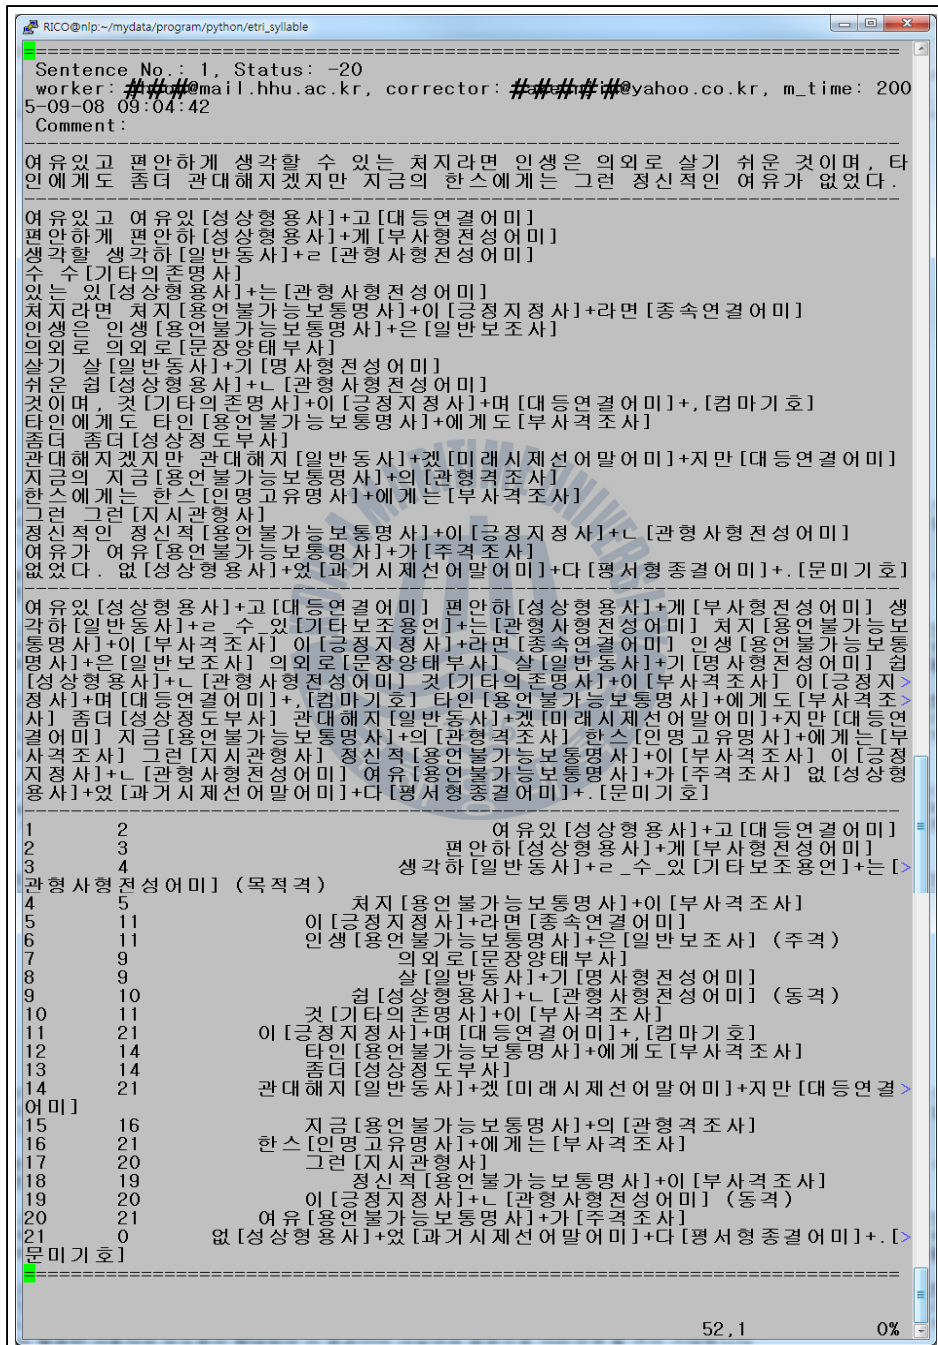 RICO@nlp:~/mydata/program/python/etri_syllable
================================================================================
Sentence No.: 1, Status: -20
worker: @mail.hhu.ac.kr, corrector: @yahoo.co.kr, m_time: 200
5-09-08 09:04:42
Comment:
--------------------------------------------------------------------------------
여유있고 편안하게 생각할 수 있는 처지라면 인생은 의외로 살기 쉬운 것이며, 타
인에게도 좀더 관대해지겠지만 지금의 한스에게는 그런 정신적인 여유가 없었다.
--------------------------------------------------------------------------------
여유있고 여유있[성상형용사]+고[대등연결어미]
편안하게 편안하[성상형용사]+게[부사형전성어미]
생각할 생각하[일반동사]+ㄹ[관형사형전성어미]
수 수[기타의존명사]
있는 있[성상형용사]+는[관형사형전성어미]
처지라면 처지[용언불가능보통명사]+이[긍정지정사]+라면[종속연결어미]
인생은 인생[용언불가능보통명사]+은[일반보조사]
의외로 의외로[문장양태부사]
살기 살[일반동사]+기[명사형전성어미]
쉬운 쉽[성상형용사]+ㄴ[관형사형전성어미]
것이며, 것[기타의존명사]+이[긍정지정사]+며[대등연결어미]+,[컴마기호]
타인에게도 타인[용언불가능보통명사]+에게도[부사격조사]
좀더 좀더[성상정도부사]
관대해지겠지만 관대해지[일반동사]+겠[미래시제선어말어미]+지만[대등연결어미]
지금의 지금[용언불가능보통명사]+의[관형격조사]
한스에게는 한스[인명고유명사]+에게는[부사격조사]
그런 그런[지시관형사]
정신적인 정신적[용언불가능보통명사]+이[긍정지정사]+ㄴ[관형사형전성어미]
여유가 여유[용언불가능보통명사]+가[주격조사]
없었다. 없[성상형용사]+었[과거시제선어말어미]+다[평서형종결어미]+.[문미기호]
--------------------------------------------------------------------------------
여유있[성상형용사]+고[대등연결어미] 편안하[성상형용사]+게[부사형전성어미] 생
각하[일반동사]+ㄹ_수_있[기타보조용언]+는[관형사형전성어미] 처지[용언불가능보
통명사]+이[부사격조사] 이[긍정지정사]+라면[종속연결어미] 인생[용언불가능보통
명사]+은[일반보조사] 의외로[문장양태부사] 살[일반동사]+기[명사형전성어미] 쉽
[성상형용사]+ㄴ[관형사형전성어미] 것[기타의존명사]+이[부사격조사] 이[긍정지>
정사]+며[대등연결어미]+,[컴마기호] 타인[용언불가능보통명사]+에게도[부사격조>
사] 좀더[성상정도부사] 관대해지[일반동사]+겠[미래시제선어말어미]+지만[대등연
결어미] 지금[용언불가능보통명사]+의[관형격조사] 한스[인명고유명사]+에게는[부
사격조사] 그런[지시관형사] 정신적[용언불가능보통명사]+이[부사격조사] 이[긍정
지정사]+ㄴ[관형사형전성어미] 여유[용언불가능보통명사]+가[주격조사] 없[성상형
용사]+었[과거시제선어말어미]+다[평서형종결어미]+.[문미기호]
--------------------------------------------------------------------------------
1 2 여유있[성상형용사]+고[대등연결어미]
2 3 편안하[성상형용사]+게[부사형전성어미]
3 4 생각하[일반동사]+ㄹ_수_있[기타보조용언]+는[>
관형사형전성어미] (목적격)
4 5 처지[용언불가능보통명사]+이[부사격조사]
5 11 이[긍정지정사]+라면[종속연결어미]
6 11 인생[용언불가능보통명사]+은[일반보조사] (주격)
7 9 의외로[문장양태부사]
8 9 살[일반동사]+기[명사형전성어미]
9 10 쉽[성상형용사]+ㄴ[관형사형전성어미] (동격)
10 11 것[기타의존명사]+이[부사격조사]
11 21 이[긍정지정사]+며[대등연결어미]+,[컴마기호]
12 14 타인[용언불가능보통명사]+에게도[부사격조사]
13 14 좀더[성상정도부사]
14 21 관대해지[일반동사]+겠[미래시제선어말어미]+지만[대등연결>
어미]
15 16 지금[용언불가능보통명사]+의[관형격조사]
16 21 한스[인명고유명사]+에게는[부사격조사]
17 20 그런[지시관형사]
18 19 정신적[용언불가능보통명사]+이[부사격조사]
19 20 이[긍정지정사]+ㄴ[관형사형전성어미] (동격)
20 21 여유[용언불가능보통명사]+가[주격조사]
21 0 없[성상형용사]+었[과거시제선어말어미]+다[평서형종결어미]+.[>
문미기호]
================================================================================
52,1 0%